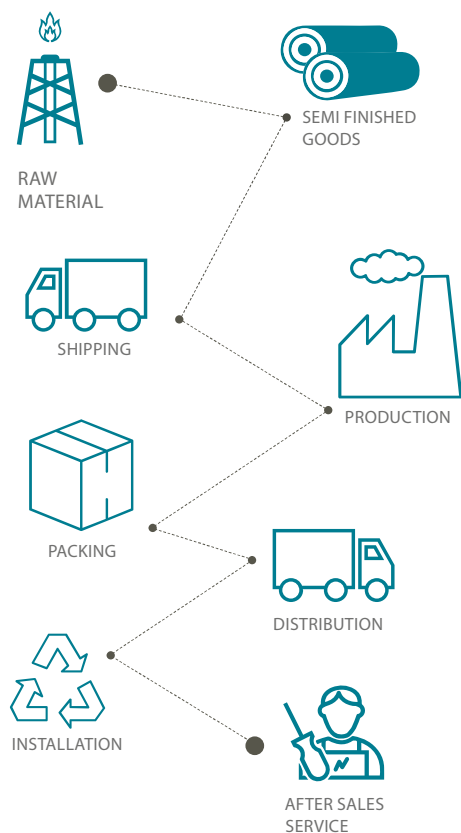 RAW
MATERIAL
SEMI FINISHED
GOODS
SHIPPING
PRODUCTION
PACKING
DISTRIBUTION
INSTALLATION
AFTER SALES
SERVICE